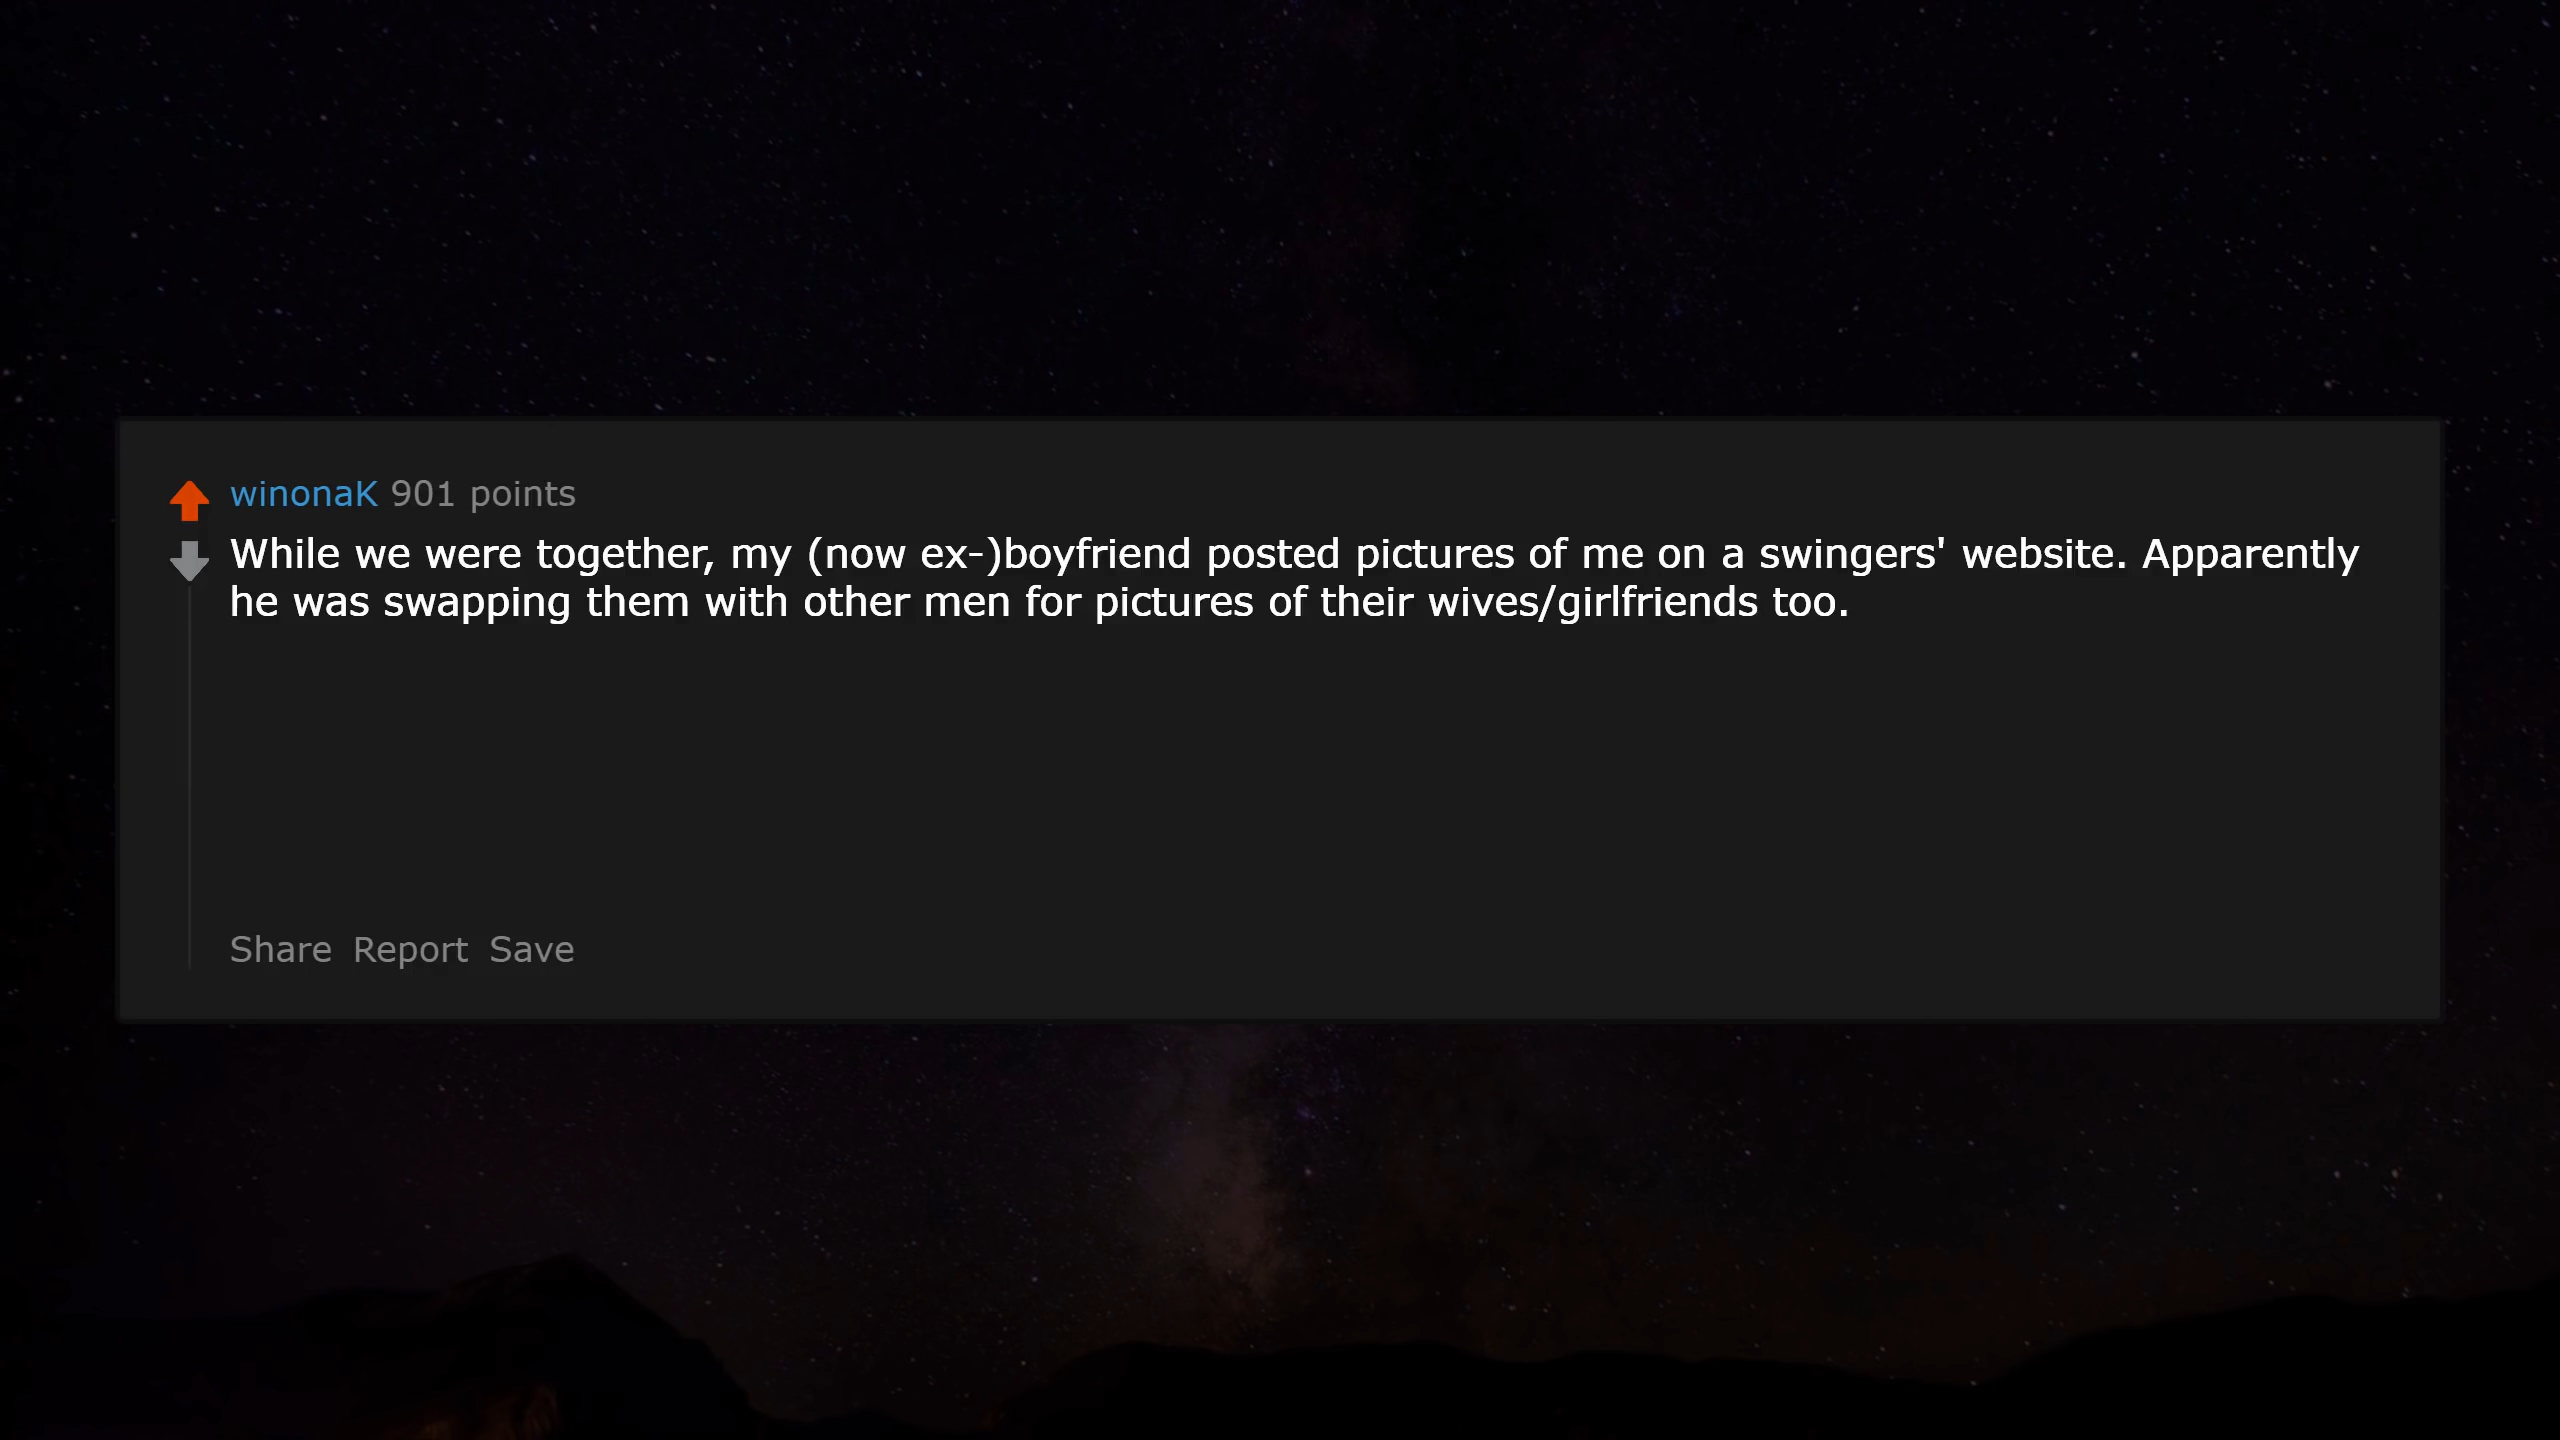 winonaK 901 points
While we were together, my (now ex-)boyfriend posted pictures of me on a swingers' website. Apparently
he was swapping them with other men for pictures of their wives/girlfriends too.
Share Report Save